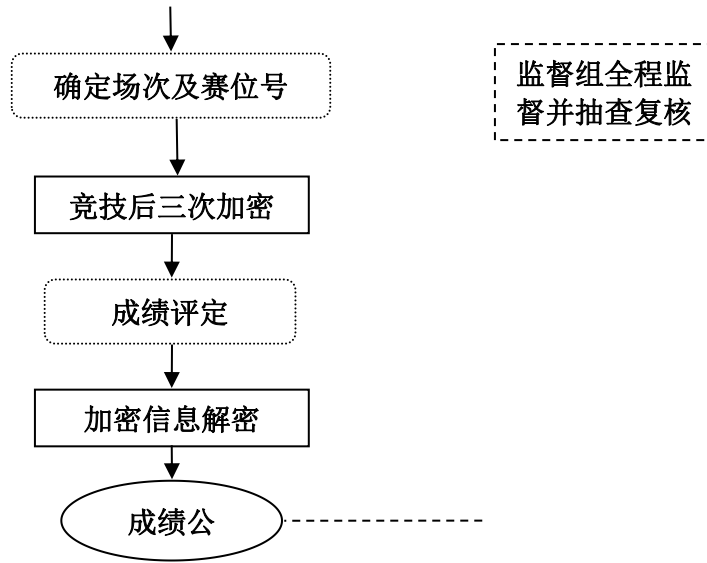 确定场次及赛位号
监督组全程监
督并抽查复核
竞技后三次加密
成绩评定
加密信息解密
成绩公